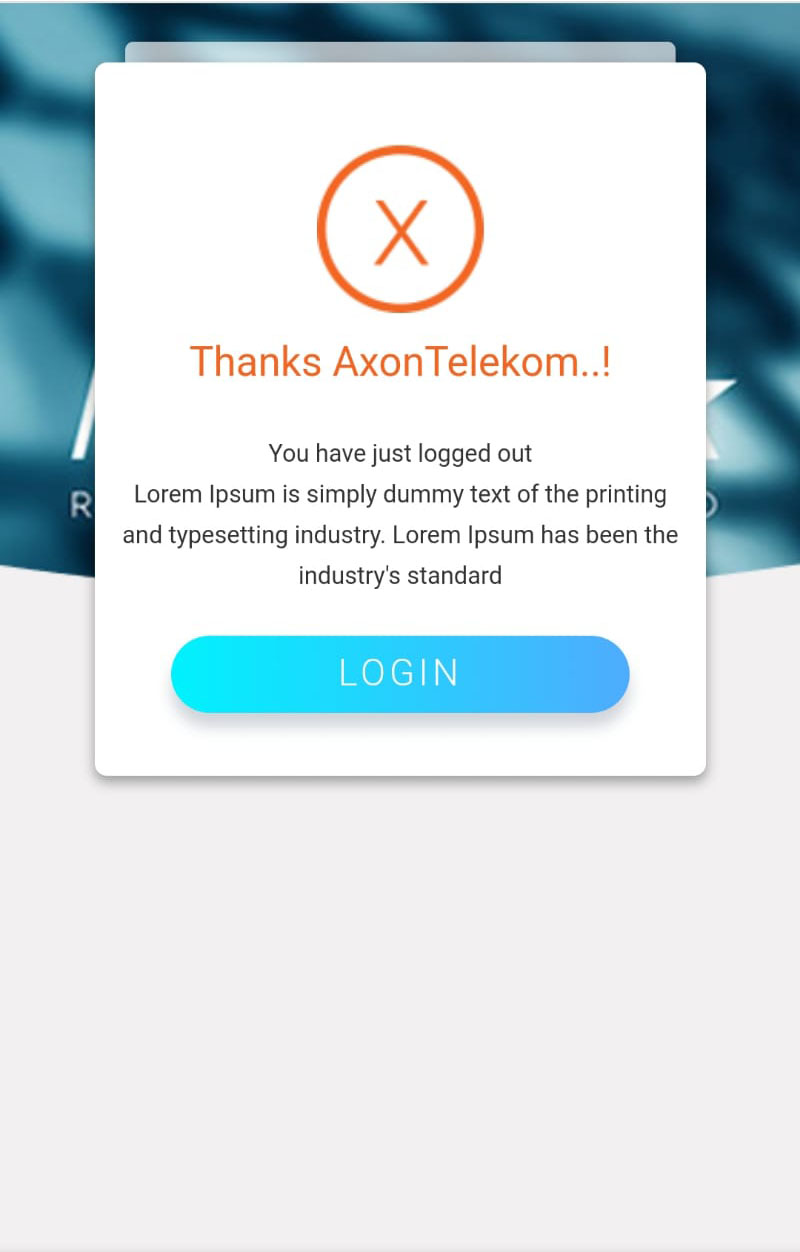 X
Thanks AxonTelekom..!
You have just logged out
Lorem Ipsum is simply dummy text of the printing
and typesetting industry. Lorem Ipsum has been the
industry's standard
LOGIN